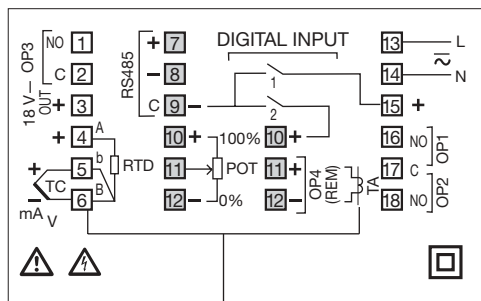 OP3
NO 1
C 2
18 V— OUT
+ 3
+ 4 A
+ 5 b
TC
– 6 B
mA V
RTD
RS485
+ 7
– 8
C 9 –
10 + 100%
11 POT
12 – 0%
DIGITAL INPUT
1
2
10 +
11 +
12 –
OP4 (REM)
TA
13 L
14 N
15 +
16 NO
17 C
18 NO
OP1
OP2